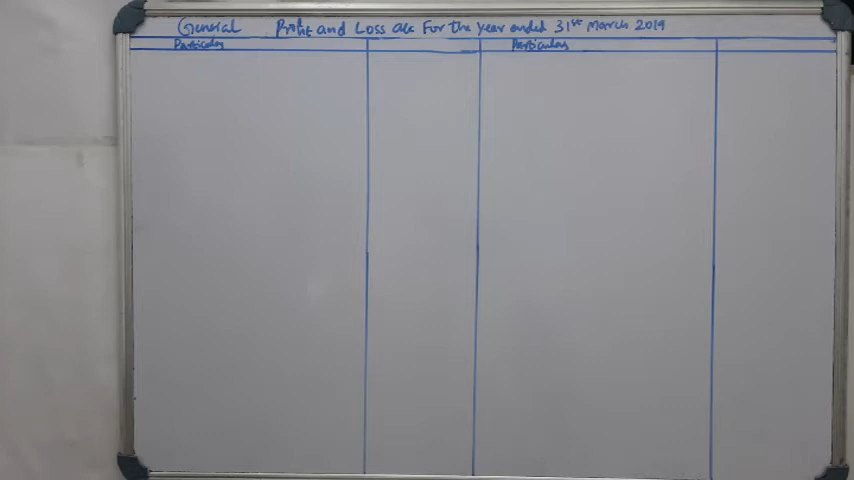 General Profit and Loss a/c For the year ended 31st March 2019
Particulars Particulars